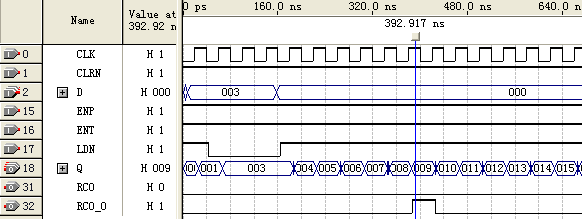 0 ps 160.0 ns 320.0 ns 480.0 ns 640.0 n
Name Value at 392.92 n 392.917 ns
0 CLK H 1
1 CLRN H 1
2 D H 000 003 000
15 ENP H 1
16 ENT H 1
17 LDN H 1
18 Q H 009 00 001 003 004 005 006 007 008 009 010 011 012 013 014 015
31 RCO H 0
32 RCO_O H 1